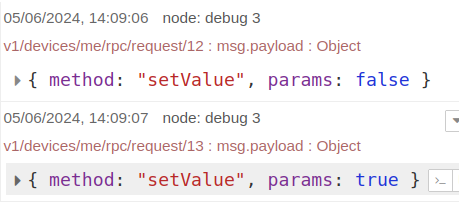 05/06/2024, 14:09:06 node: debug 3
v1/devices/me/rpc/request/12 : msg.payload : Object
{ method: "setValue", params: false }
05/06/2024, 14:09:07 node: debug 3
v1/devices/me/rpc/request/13 : msg.payload : Object
{ method: "setValue", params: true }